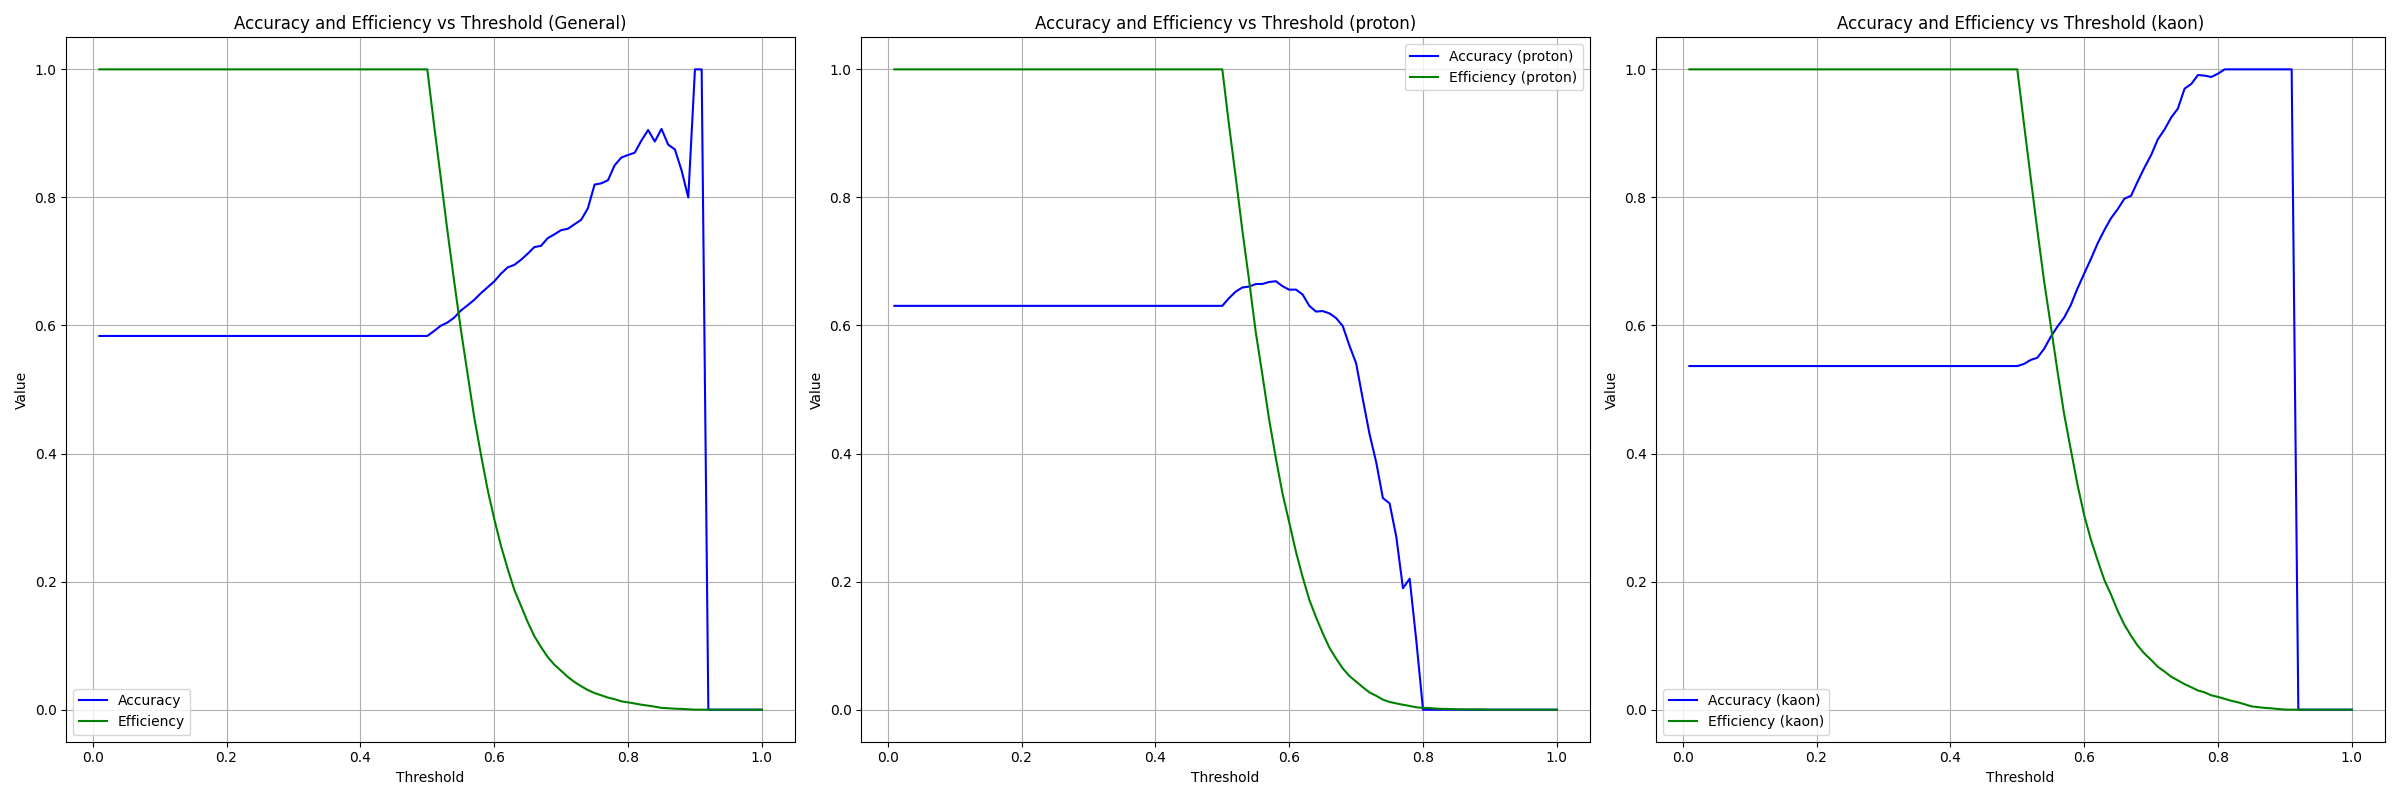 Accuracy and Efficiency vs Threshold (General)
1.0
0.8
0.6
0.4
0.2
0.0
Value
Accuracy
Efficiency
0.0 0.2 0.4 0.6 0.8 1.0
Threshold
Accuracy and Efficiency vs Threshold (proton)
Accuracy (proton)
Efficiency (proton)
1.0
0.8
0.6
0.4
0.2
0.0
Value
0.0 0.2 0.4 0.6 0.8 1.0
Threshold
Accuracy and Efficiency vs Threshold (kaon)
1.0
0.8
0.6
0.4
0.2
0.0
Value
Accuracy (kaon)
Efficiency (kaon)
0.0 0.2 0.4 0.6 0.8 1.0
Threshold